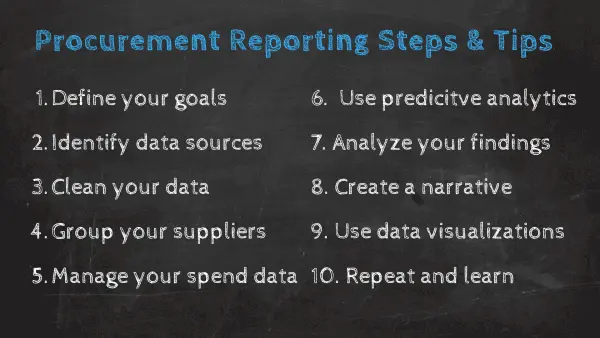 Procurement Reporting Steps & Tips
1. Define your goals
2. Identify data sources
3. Clean your data
4. Group your suppliers
5. Manage your spend data
6. Use predicitve analytics
7. Analyze your findings
8. Create a narrative
9. Use data visualizations
10. Repeat and learn